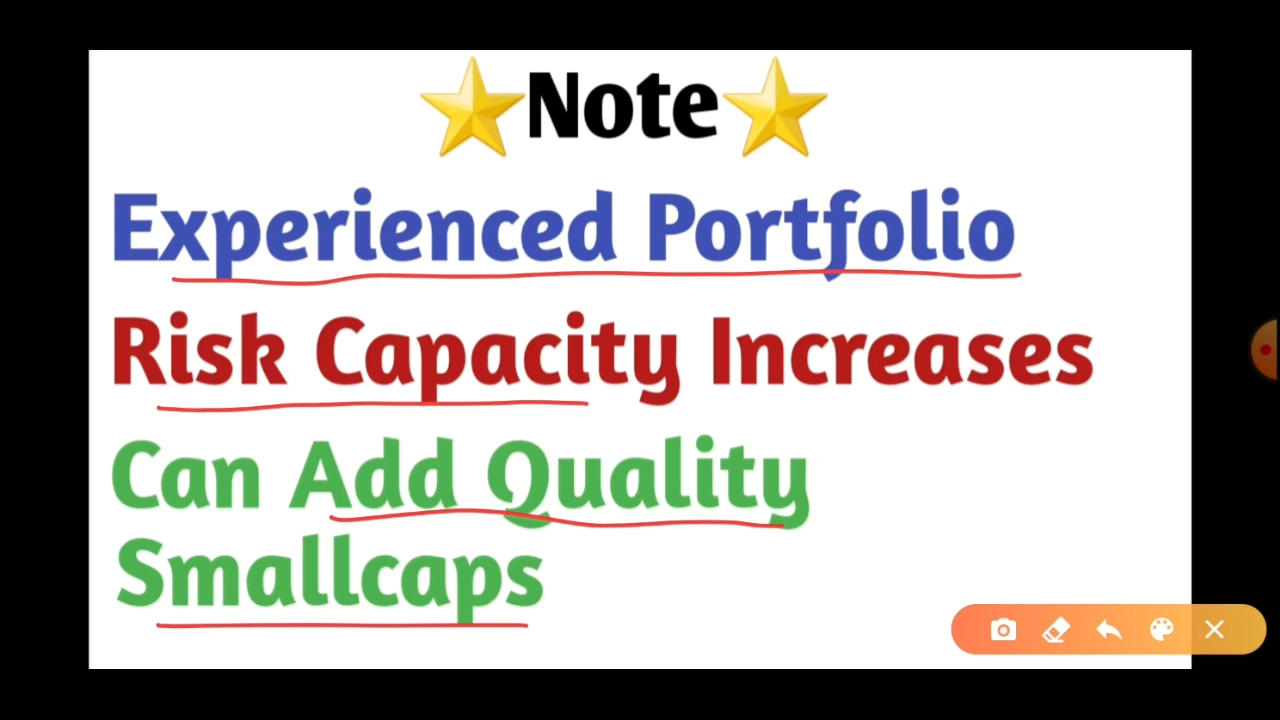 Note
Experienced Portfolio
Risk Capacity Increases
Can Add Quality
Smallcaps